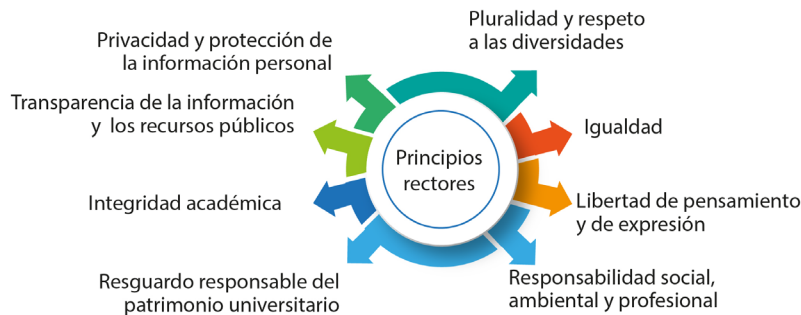 Pluralidad y respeto
a las diversidades
Privacidad y protección de
la información personal
Transparencia de la información
y los recursos públicos
Igualdad
Principios
rectores
Integridad académica
Libertad de pensamiento
y de expresión
Resguardo responsable del
patrimonio universitario
Responsabilidad social,
ambiental y profesional